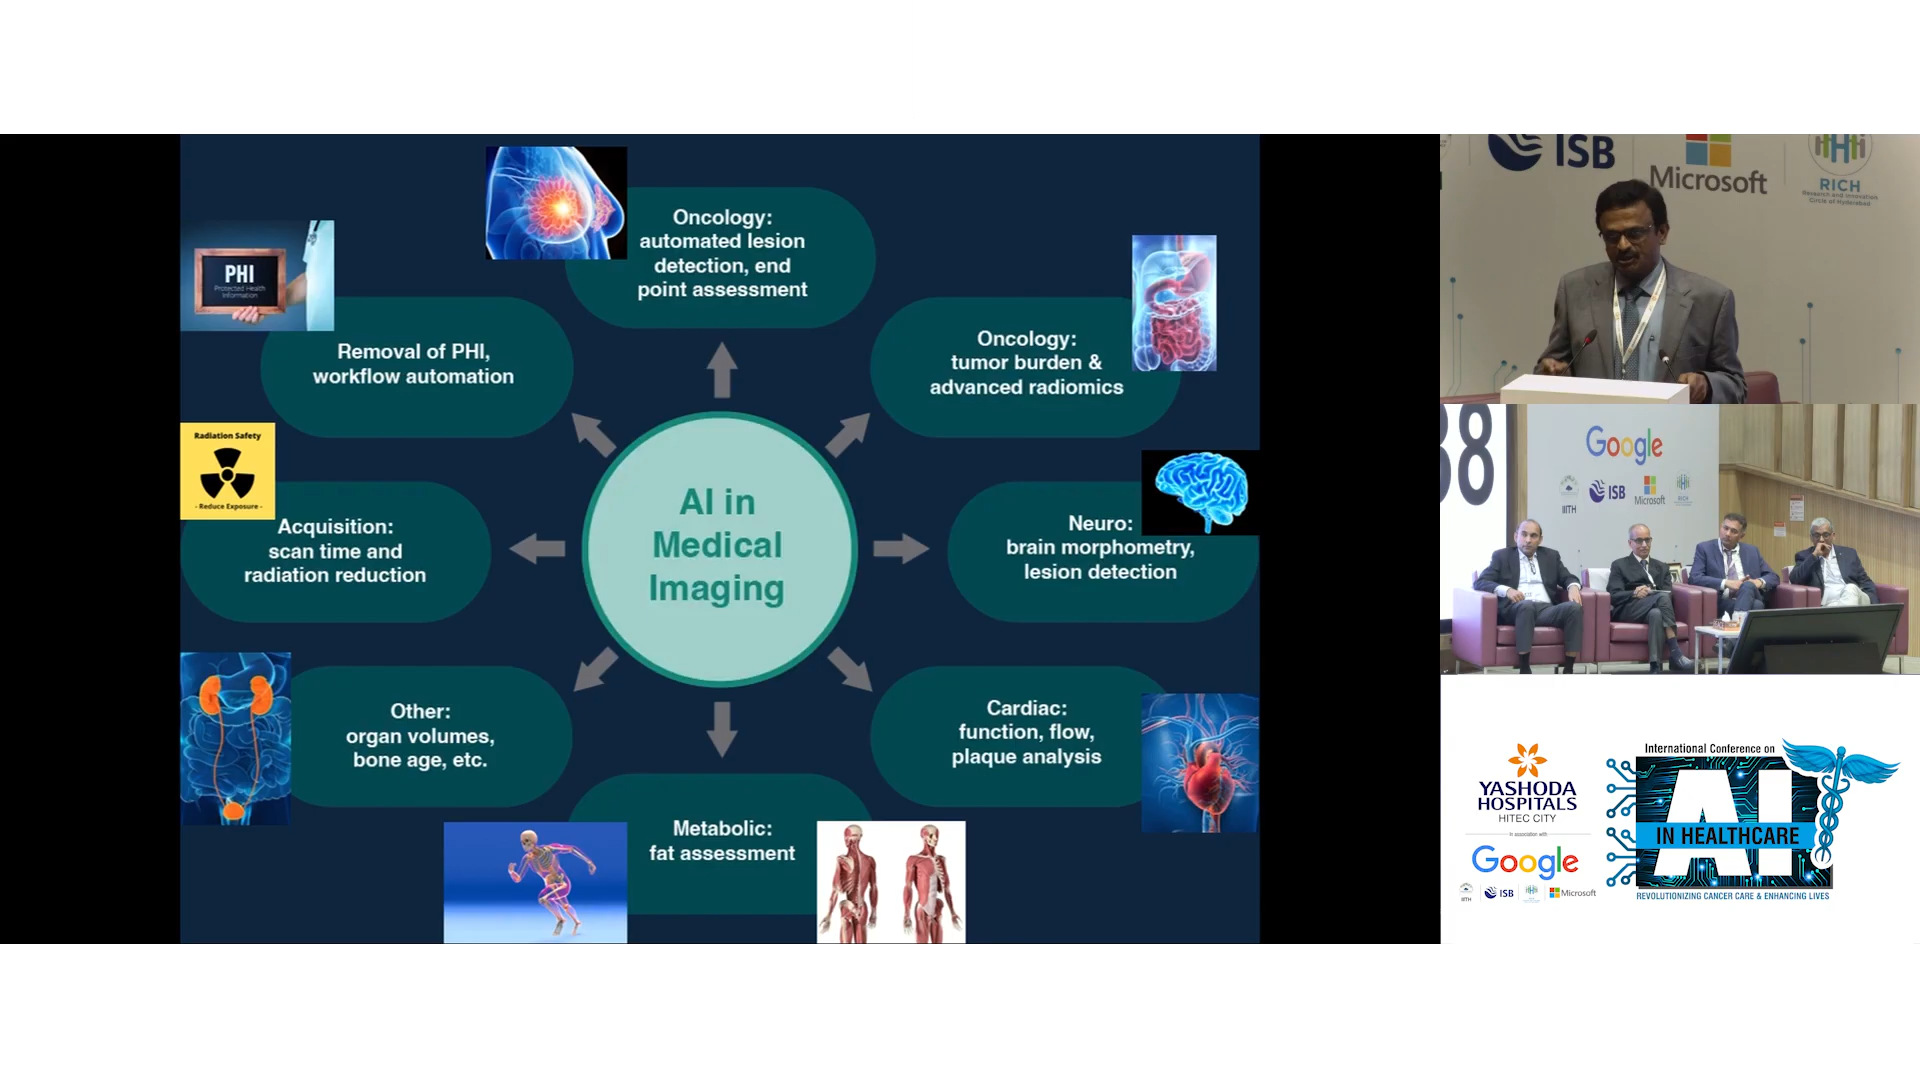 Oncology:
automated lesion
detection, end
point assessment
PHI
Protected Health
Information
Removal of PHI,
workflow automation
Oncology:
tumor burden &
advanced radiomics
Radiation Safety
- Reduce Exposure -
Acquisition:
scan time and
radiation reduction
AI in
Medical
Imaging
Neuro:
brain morphometry,
lesion detection
Other:
organ volumes,
bone age, etc.
Cardiac:
function, flow,
plaque analysis
Metabolic:
fat assessment
ISB
Microsoft
RICH
Research and Innovation
Circle of Hyderabad
38
Google
IITH
ISB
Microsoft
YASHODA
HOSPITALS
HITEC CITY
In association with
Google
IITH
ISB
Microsoft
International Conference on
AI
IN HEALTHCARE
REVOLUTIONIZING CANCER CARE & ENHANCING LIVES